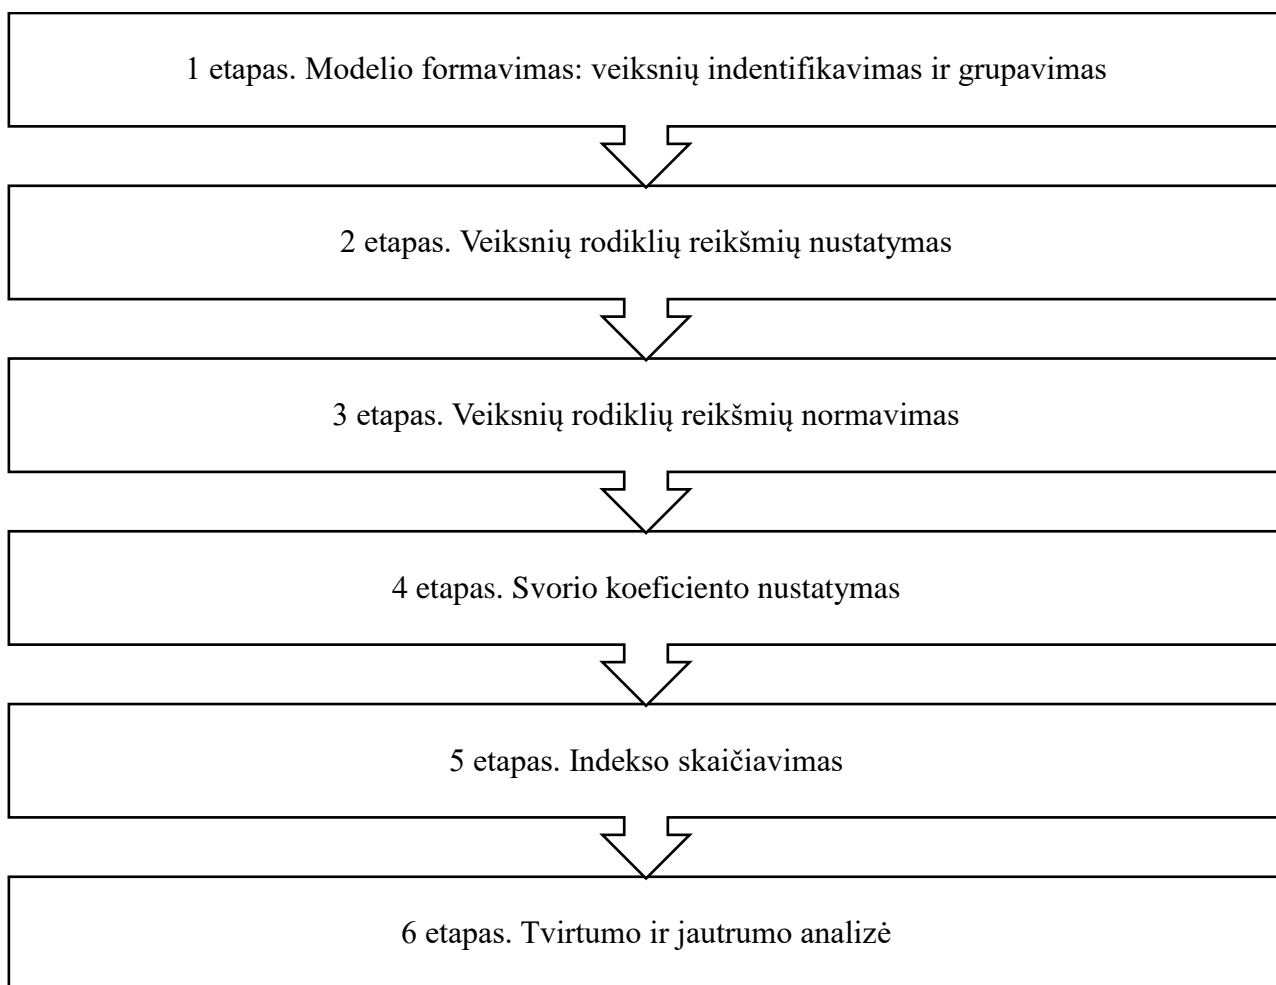 1 etapas. Modelio formavimas: veiksnių indentifikavimas ir grupavimas
2 etapas. Veiksnių rodiklių reikšmių nustatymas
3 etapas. Veiksnių rodiklių reikšmių normavimas
4 etapas. Svorio koeficiento nustatymas
5 etapas. Indekso skaičiavimas
6 etapas. Tvirtumo ir jautrumo analizė